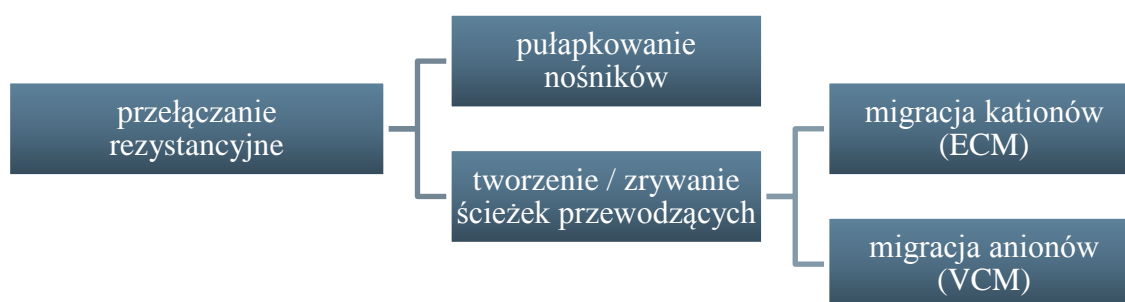 przełączanie
rezystancyjne
pułapkowanie
nośników
tworzenie / zrywanie
ścieżek przewodzących
migracja kationów
(ECM)
migracja anionów
(VCM)